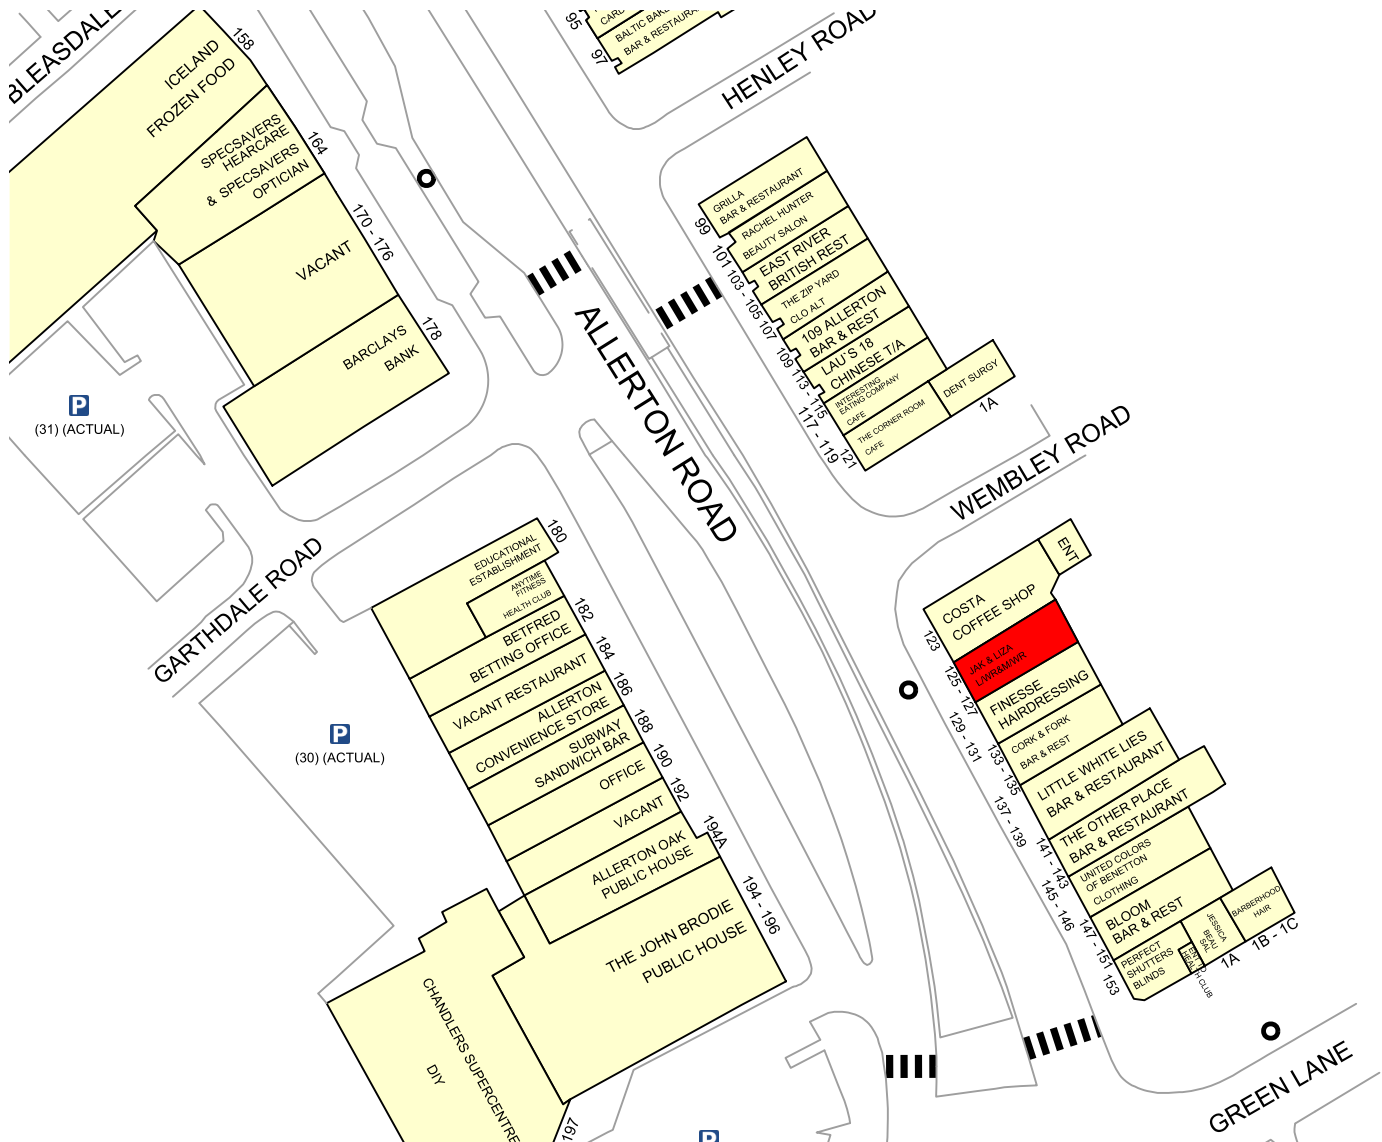 BLEASDALE
158
ICELAND
FROZEN FOOD
164
SPECSAVERS
HEARCARE
& SPECSAVERS
OPTICIAN
170 - 176
VACANT
178
BARCLAYS
BANK
P
(31) (ACTUAL)
GARTHDALE ROAD
P
(30) (ACTUAL)
95
97
BALTIC BAKE
BAR & RESTAURA
HENLEY ROAD
ALLERTON ROAD
99
GRILLA
BAR & RESTAURANT
101
RACHEL HUNTER
BEAUTY SALON
103 - 105
EAST RIVER
BRITISH REST
107
THE ZIP YARD
CLO ALT
109
109 ALLERTON
BAR & REST
113 - 115
LAU`S 18
CHINESE T/A
117 - 119
INTERESTING
EATING COMPANY
CAFE
121
THE CORNER ROOM
CAFE
DENT SURGY
1A
WEMBLEY ROAD
180
EDUCATIONAL
ESTABLISHMENT
ANYTIME
FITNESS
HEALTH CLUB
182
BETFRED
BETTING OFFICE
184
VACANT RESTAURANT
186
ALLERTON
CONVENIENCE STORE
188
SUBWAY
SANDWICH BAR
190
OFFICE
192
VACANT
194A
ALLERTON OAK
PUBLIC HOUSE
194 - 196
THE JOHN BRODIE
PUBLIC HOUSE
CHANDLERS SUPERCENTRE
DIY
197
P
ENT
123
COSTA
COFFEE SHOP
125 - 127
JAK & LIZA
L/WR&M/WR
129 - 131
FINESSE
HAIRDRESSING
133 - 135
CORK & FORK
BAR & REST
137 - 139
LITTLE WHITE LIES
BAR & RESTAURANT
141 - 143
THE OTHER PLACE
BAR & RESTAURANT
145 - 146
UNITED COLORS
OF BENETTON
CLOTHING
147 - 151
BLOOM
BAR & REST
153
PERFECT
SHUTTERS
BLINDS
JESSICA
BEAU
SAL
1A
BARBERHOOD
HAIR
1B - 1C
GREEN LANE